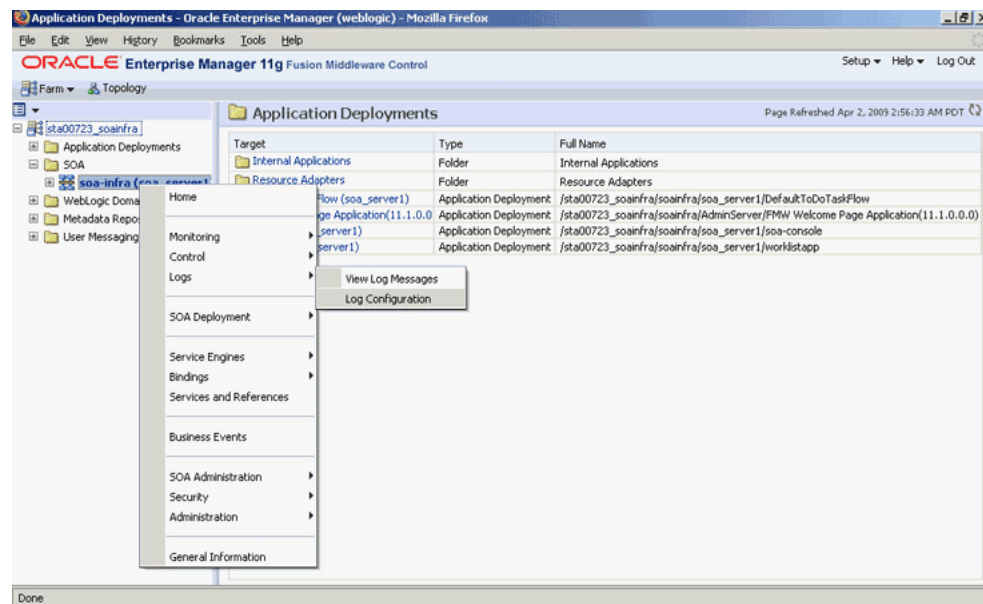 Application Deployments - Oracle Enterprise Manager (weblogic) - Mozilla Firefox
File Edit View History Bookmarks Tools Help
ORACLE Enterprise Manager 11g Fusion Middleware Control
Setup Help Log Out
Farm Topology
Application Deployments
Page Refreshed Apr 2, 2009 2:56:33 AM PDT
sta00723_soainfra
Application Deployments
SOA
soa-infra (soa_server1
WebLogic Doma
Metadata Repo
User Messaging
Target Type Full Name
Internal Applications Folder Internal Applications
Resource Adapters Folder Resource Adapters
Flow (soa_server1) Application Deployment /sta00723_soainfra/soainfra/soa_server1/DefaultToDoTaskFlow
ge Application(11.1.0.0 Application Deployment /sta00723_soainfra/soainfra/AdminServer/FMW Welcome Page Application(11.1.0.0.0)
_server1) Application Deployment /sta00723_soainfra/soainfra/soa_server1/soa-console
server1) Application Deployment /sta00723_soainfra/soainfra/soa_server1/worklistapp
Home
Monitoring
Control
Logs
View Log Messages
Log Configuration
SOA Deployment
Service Engines
Bindings
Services and References
Business Events
SOA Administration
Security
Administration
General Information
Done